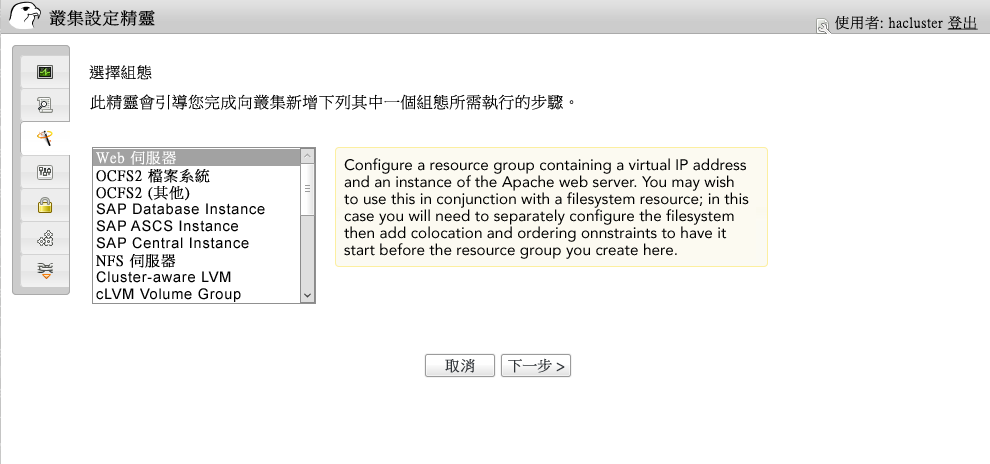 叢集設定精靈
使用者: hacluster 登出
選擇組態
此精靈會引導您完成向叢集新增下列其中一個組態所需執行的步驟。
Web 伺服器
OCFS2 檔案系統
OCFS2 (其他)
SAP Database Instance
SAP ASCS Instance
SAP Central Instance
NFS 伺服器
Cluster-aware LVM
cLVM Volume Group
Configure a resource group containing a virtual IP address
and an instance of the Apache web server. You may wish
to use this in conjunction with a filesystem resource; in this
case you will need to separately configure the filesystem
then add colocation and ordering onnstraints to have it
start before the resource group you create here.
取消
下一步 >